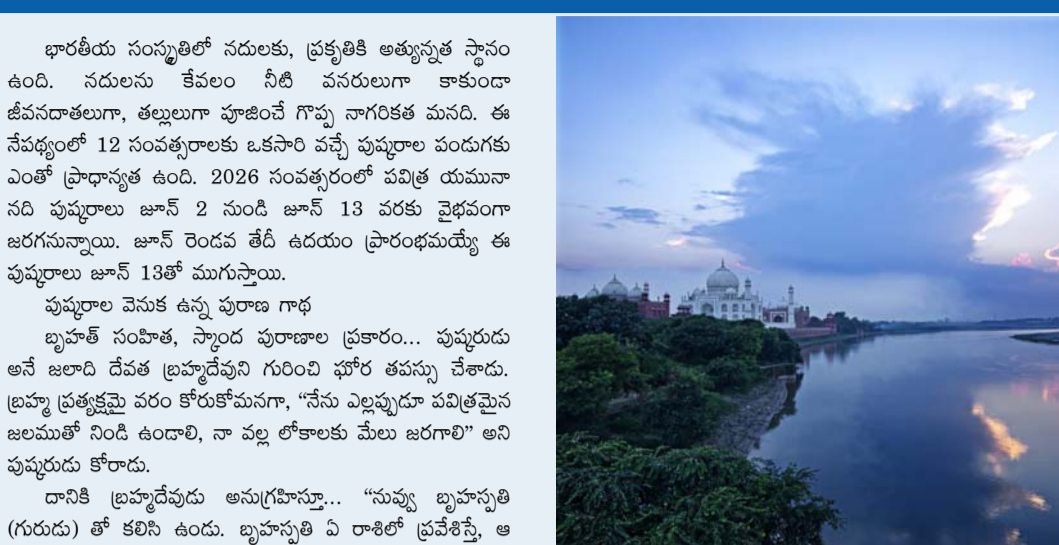 భారతీయ సంస్కృతిలో నదులకు, ప్రకృతికి అత్యున్నత స్థానం
ఉంది. నదులను కేవలం నీటి వనరులుగా కాకుండా
జీవనదాతలుగా, తల్లులుగా పూజించే గొప్ప నాగరికత మనది. ఈ
నేపథ్యంలో 12 సంవత్సరాలకు ఒకసారి వచ్చే పుష్కరాల పండుగకు
ఎంతో ప్రాధాన్యత ఉంది. 2026 సంవత్సరంలో పవిత్ర యమునా
నది పుష్కరాలు జూన్ 2 నుండి జూన్ 13 వరకు వైభవంగా
జరగనున్నాయి. జూన్ రెండవ తేదీ ఉదయం ప్రారంభమయ్యే ఈ
పుష్కరాలు జూన్ 13తో ముగుస్తాయి.
పుష్కరాల వెనుక ఉన్న పురాణ గాథ
బృహత్ సంహిత, స్కాంద పురాణాల ప్రకారం... పుష్కరుడు
అనే జలాది దేవత బ్రహ్మదేవుని గురించి ఘోర తపస్సు చేశాడు.
బ్రహ్మ ప్రత్యక్షమై వరం కోరుకోమనగా, “నేను ఎల్లప్పుడూ పవిత్రమైన
జలముతో నిండి ఉండాలి, నా వల్ల లోకాలకు మేలు జరగాలి” అని
పుష్కరుడు కోరాడు.
దానికి బ్రహ్మదేవుడు అనుగ్రహిస్తూ... “నువ్వు బృహస్పతి
(గురుడు) తో కలిసి ఉండు. బృహస్పతి ఏ రాశిలో ప్రవేశిస్తే, ఆ